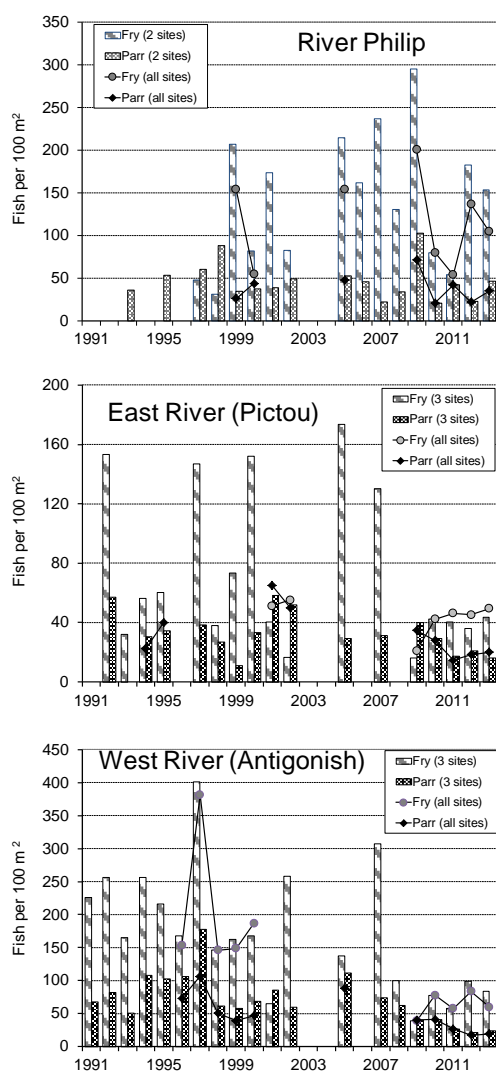 River Philip
Fry (2 sites)
Parr (2 sites)
Fry (all sites)
Parr (all sites)
Fish per 100 m²
350
300
250
200
150
100
50
0
1991 1995 1999 2003 2007 2011
East River (Pictou)
Fry (3 sites)
Parr (3 sites)
Fry (all sites)
Parr (all sites)
Fish per 100 m²
200
160
120
80
40
0
1991 1995 1999 2003 2007 2011
West River (Antigonish)
Fry (3 sites)
Parr (3 sites)
Fry (all sites)
Parr (all sites)
Fish per 100 m⁻²
450
400
350
300
250
200
150
100
50
0
1991 1995 1999 2003 2007 2011